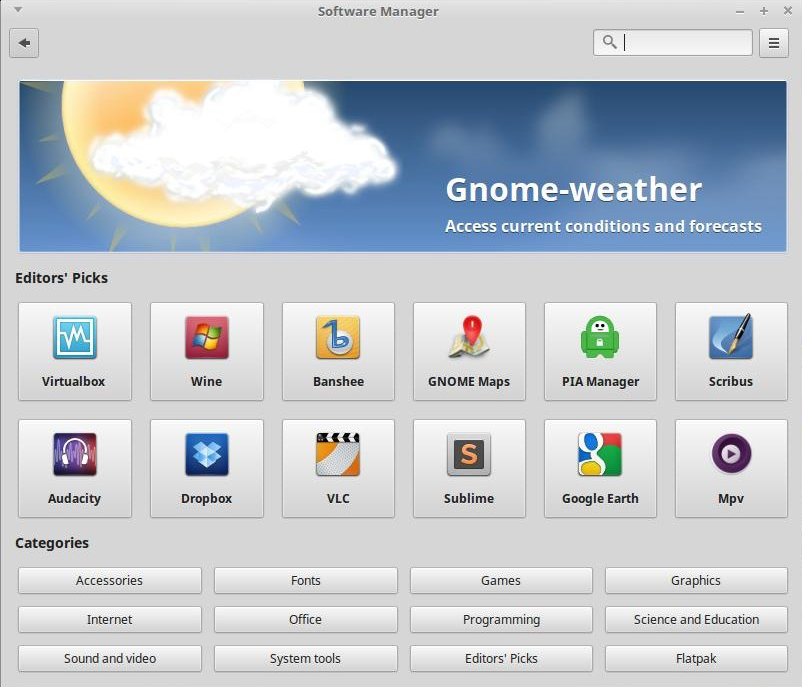 Software Manager
Gnome-weather
Access current conditions and forecasts
Editors' Picks
Virtualbox
Wine
Banshee
GNOME Maps
PIA Manager
Scribus
Audacity
Dropbox
VLC
Sublime
Google Earth
Mpv
Categories
Accessories
Fonts
Games
Graphics
Internet
Office
Programming
Science and Education
Sound and video
System tools
Editors' Picks
Flatpak